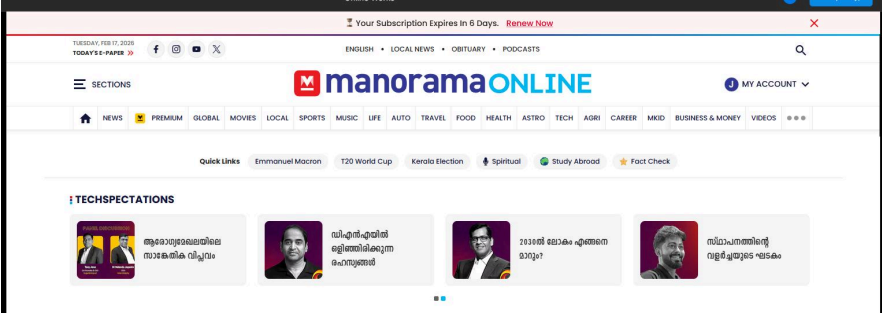 Your Subscription Expires In 6 Days. Renew Now
TUESDAY, FEB 17, 2026
TODAY'S E-PAPER
ENGLISH • LOCAL NEWS • OBITUARY • PODCASTS
SECTIONS
manoramaONLINE
J MY ACCOUNT
NEWS PREMIUM GLOBAL MOVIES LOCAL SPORTS MUSIC LIFE AUTO TRAVEL FOOD HEALTH ASTRO TECH AGRI CAREER MKID BUSINESS & MONEY VIDEOS
Quick Links Emmanuel Macron T20 World Cup Kerala Election Spiritual Study Abroad Fact Check
TECHSPECTATIONS
ആരോഗ്യമേഖലയിലെ
സാങ്കേതിക വിപ്ലവം
ഡിഎൻഎയിൽ
ഒളിഞ്ഞിരിക്കുന്ന
രഹസ്യങ്ങൾ
2030ൽ ലോകം എങ്ങനെ
മാറും?
സ്ഥാപനത്തിന്റെ
വളർച്ചയുടെ ഘടകം